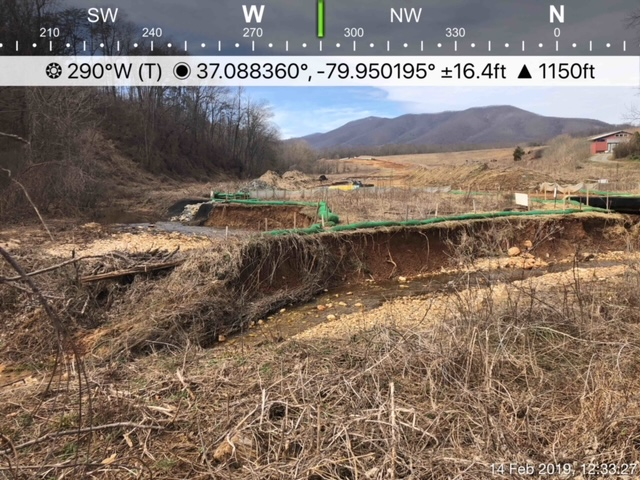 SW W NW N
210 240 270 300 330 0
290°W (T) 37.088360°, -79.950195° ±16.4ft ▲ 1150ft
14 Feb 2019, 12:33:27